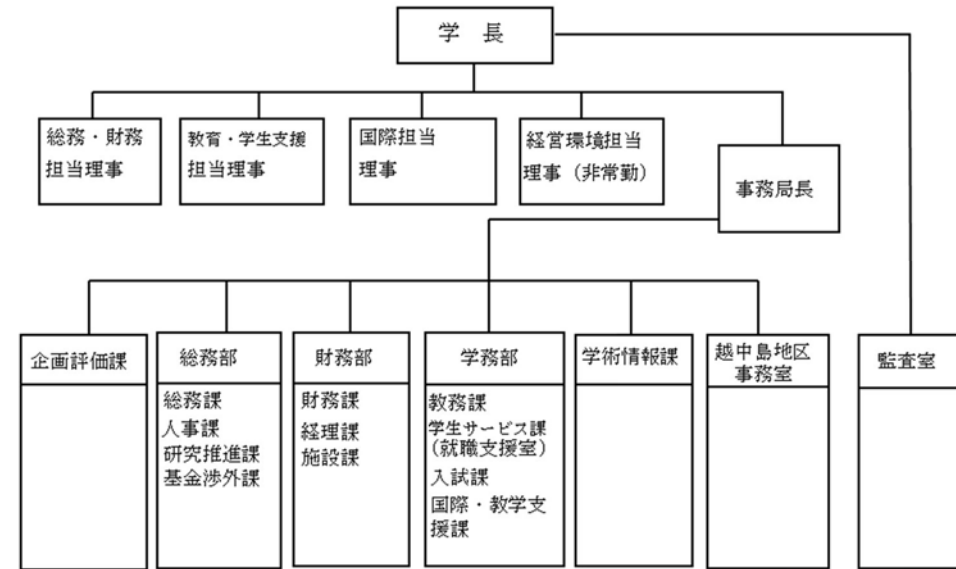 学 長
総務・財務
担当理事
教育・学生支援
担当理事
国際担当
理事
経営環境担当
理事（非常勤）
事務局長
企画評価課
総務部
総務課
人事課
研究推進課
基金渉外課
財務部
財務課
経理課
施設課
学務部
教務課
学生サービス課
（就職支援室）
入試課
国際・教学支
援課
学術情報課
越中島地区
事務室
監査室